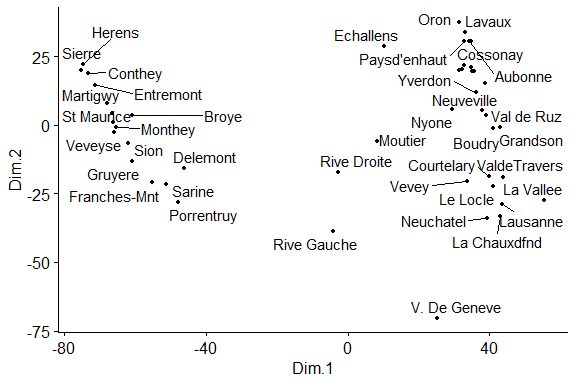 Herens
Oron
Lavaux
Echallens
Sierre
Paysd'enhaut
Cossonay
Conthey
Aubonne
Yverdon
Entremont
Martigwy
Neuveville
St Maurice
Broye
Nyone
Val de Ruz
Monthey
Moutier
Boudry
Grandson
Veveyse
Sion
Delemont
Rive Droite
Courtelary
ValdeTravers
Gruyere
Vevey
La Vallee
Franches-Mnt
Sarine
Le Locle
Porrentruy
Neuchatel
Lausanne
Rive Gauche
La Chauxdfnd
V. De Geneve
25
0
-25
-50
-75
-80
-40
0
40
Dim.1
Dim.2